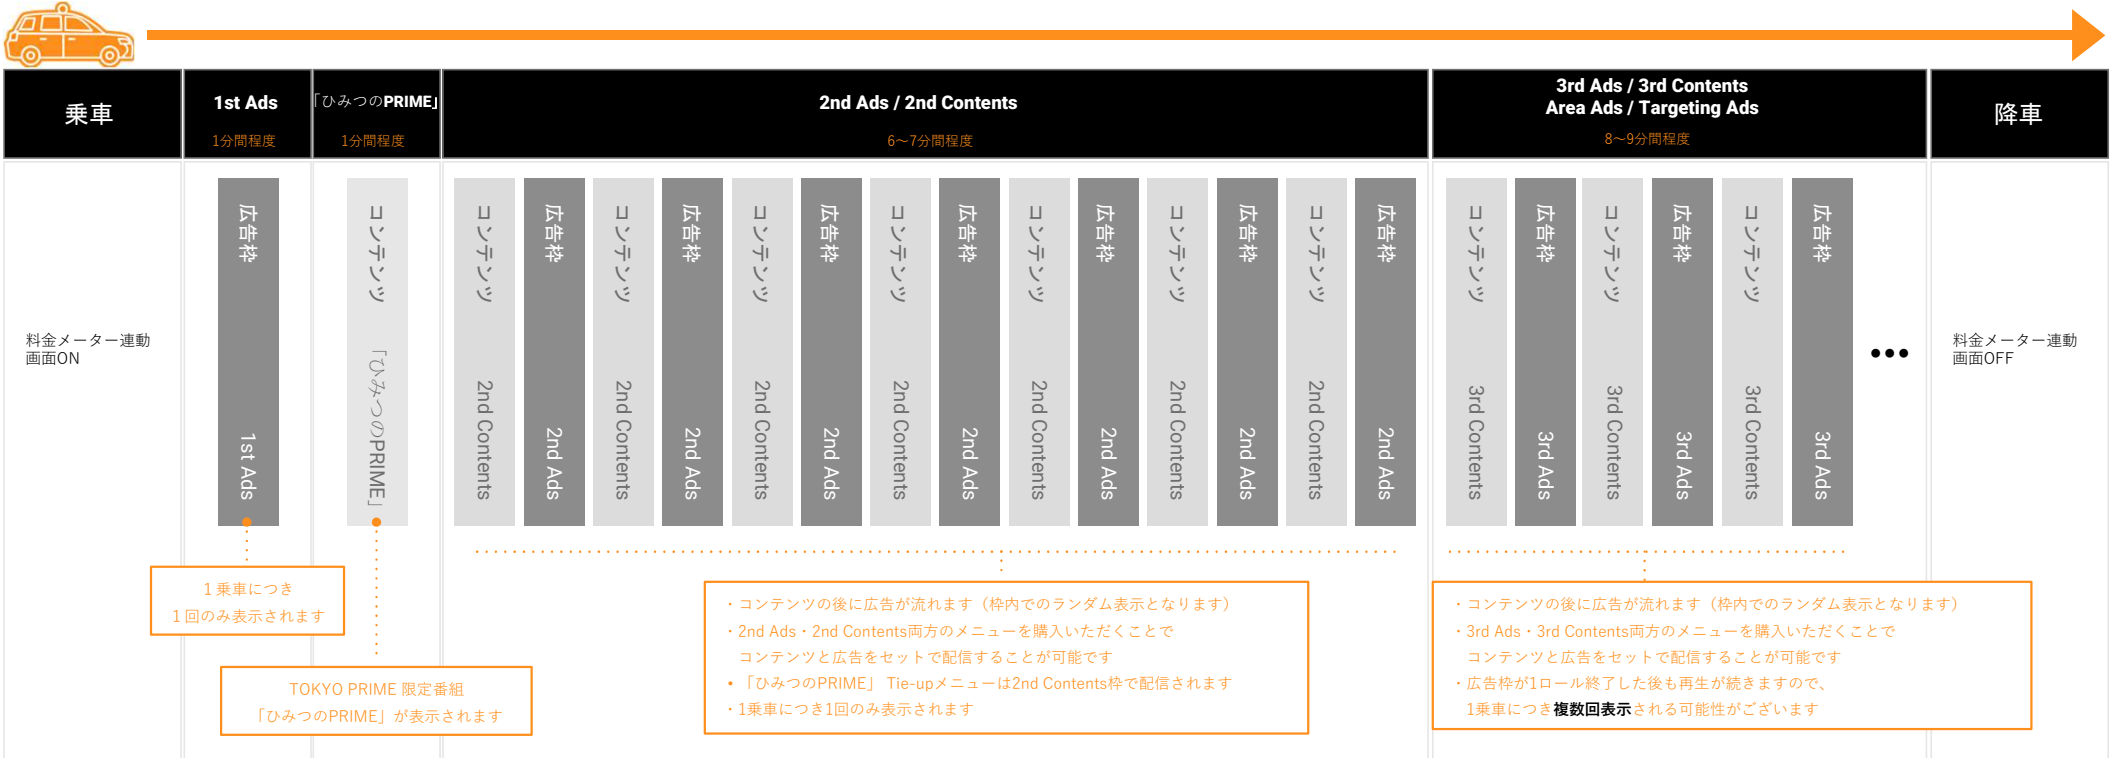 乗車
1st Ads
1分間程度
「ひみつのPRIME」
1分間程度
2nd Ads / 2nd Contents
6〜7分間程度
3rd Ads / 3rd Contents
Area Ads / Targeting Ads
8〜9分間程度
降車
料金メーター連動
画面ON
広告枠 1st Ads
コンテンツ 「ひみつのPRIME」
コンテンツ 2nd Contents
広告枠 2nd Ads
コンテンツ 2nd Contents
広告枠 2nd Ads
コンテンツ 2nd Contents
広告枠 2nd Ads
コンテンツ 2nd Contents
広告枠 2nd Ads
コンテンツ 2nd Contents
広告枠 2nd Ads
コンテンツ 2nd Contents
広告枠 2nd Ads
コンテンツ 2nd Contents
広告枠 2nd Ads
コンテンツ 3rd Contents
広告枠 3rd Ads
コンテンツ 3rd Contents
広告枠 3rd Ads
コンテンツ 3rd Contents
広告枠 3rd Ads
•••
料金メーター連動
画面OFF
1乗車につき
1回のみ表示されます
TOKYO PRIME 限定番組
「ひみつのPRIME」が表示されます
・コンテンツの後に広告が流れます（枠内でのランダム表示となります）
・2nd Ads・2nd Contents両方のメニューを購入いただくことで
コンテンツと広告をセットで配信することが可能です
• 「ひみつのPRIME」 Tie-upメニューは2nd Contents枠で配信されます
・1乗車につき1回のみ表示されます
・コンテンツの後に広告が流れます（枠内でのランダム表示となります）
・3rd Ads・3rd Contents両方のメニューを購入いただくことで
コンテンツと広告をセットで配信することが可能です
・広告枠が1ロール終了した後も再生が続きますので、
1乗車につき複数回表示される可能性がございます